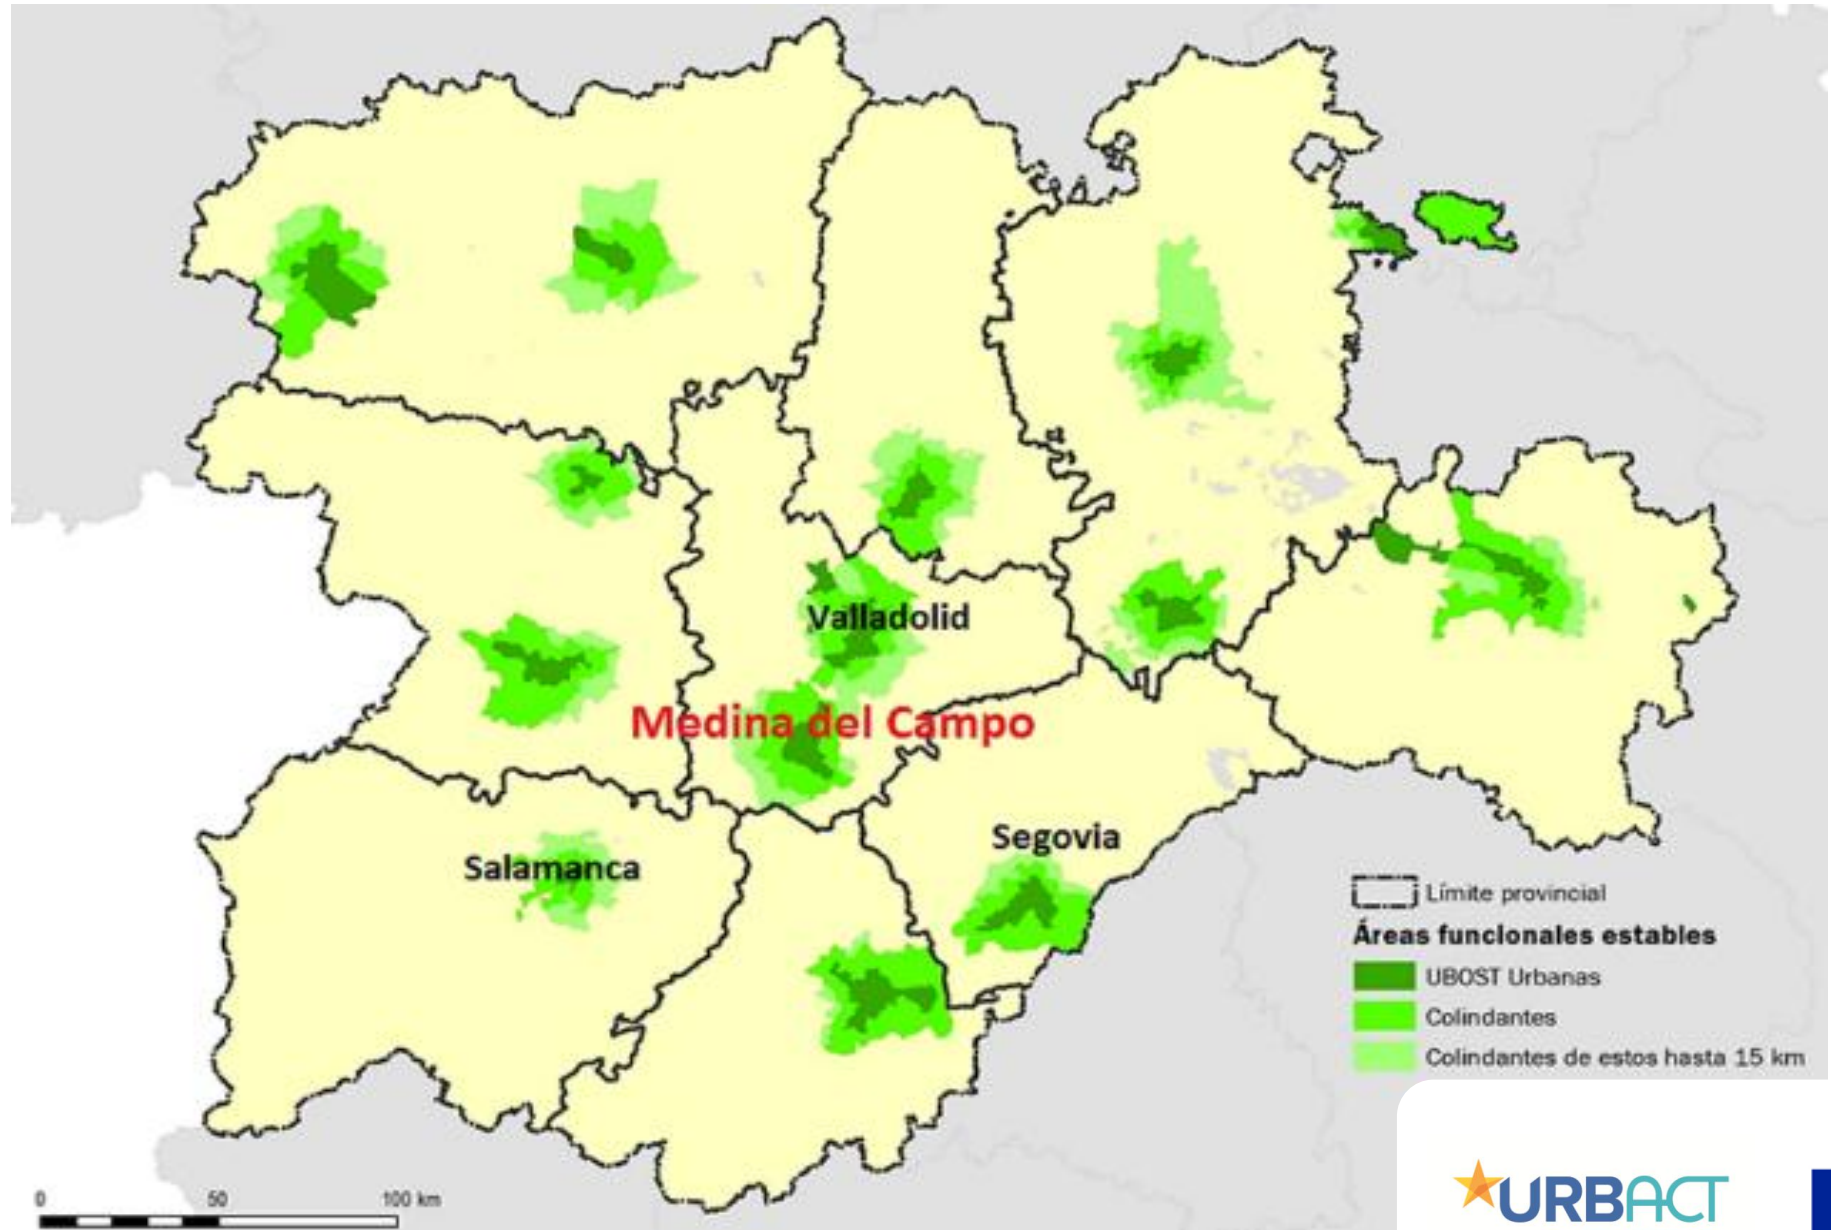 Valladolid
Medina del Campo
Segovia
Salamanca
Límite provincial
Áreas funcionales estables
UBOST Urbanas
Colindantes
Colindantes de estos hasta 15 km
0 50 100 km
URBACT